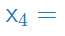 x₄ =